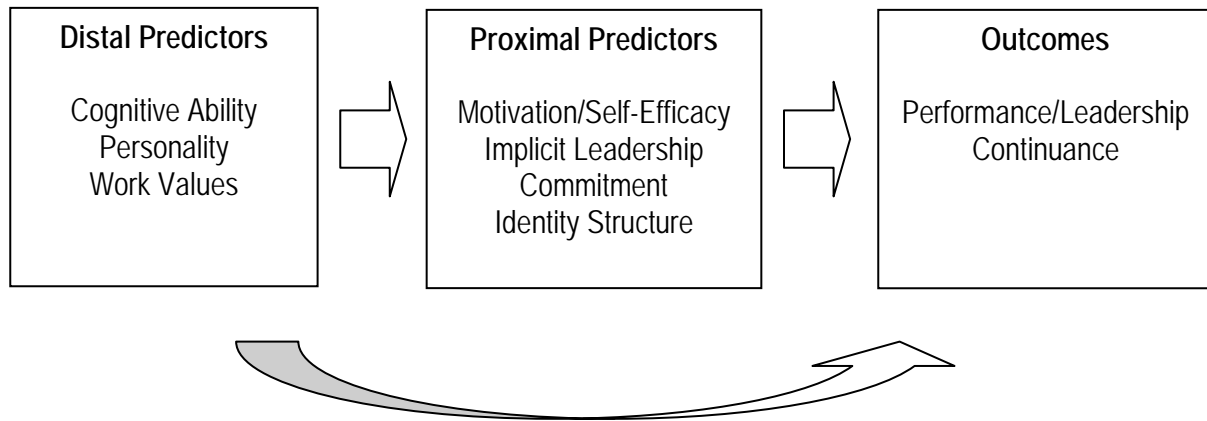 Distal Predictors
Cognitive Ability
Personality
Work Values
Proximal Predictors
Motivation/Self-Efficacy
Implicit Leadership
Commitment
Identity Structure
Outcomes
Performance/Leadership
Continuance